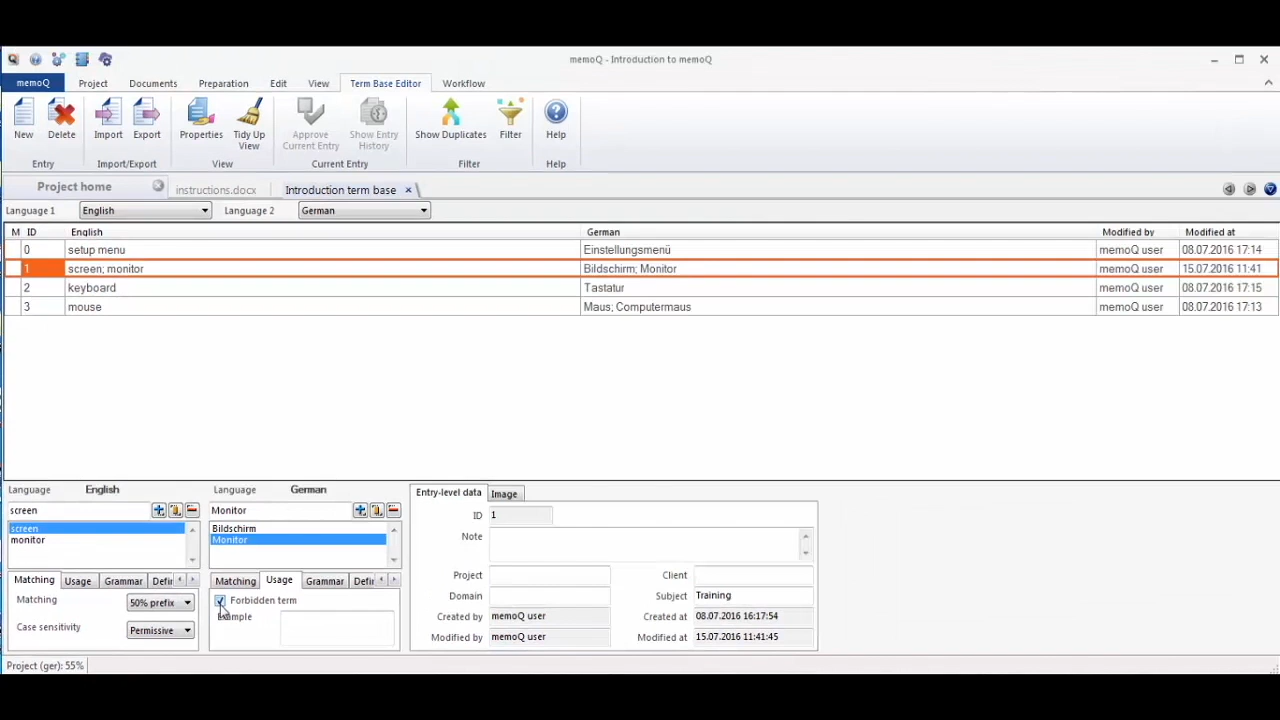 memoQ - Introduction to memoQ
memoQ Project Documents Preparation Edit View Term Base Editor Workflow
New Delete Import Export Properties Tidy Up View Approve Current Entry Show Entry History Show Duplicates Filter Help
Entry Import/Export View Current Entry Filter Help
Project home instructions.docx Introduction term base
Language 1 English Language 2 German
M ID English German Modified by Modified at
0 setup menu Einstellungsmenü memoQ user 08.07.2016 17:14
1 screen; monitor Bildschirm; Monitor memoQ user 15.07.2016 11:41
2 keyboard Tastatur memoQ user 08.07.2016 17:15
3 mouse Maus; Computermaus memoQ user 08.07.2016 17:13
Language English Language German Entry-level data Image
screen Monitor ID 1
screen Bildschirm Note
monitor Monitor
Matching Usage Grammar Defin Matching Usage Grammar Defin Project Client
Matching 50% prefix Forbidden term Domain Subject Training
Example Created by memoQ user Created at 08.07.2016 16:17:54
Case sensitivity Permissive Modified by memoQ user Modified at 15.07.2016 11:41:45
Project (ger): 55%